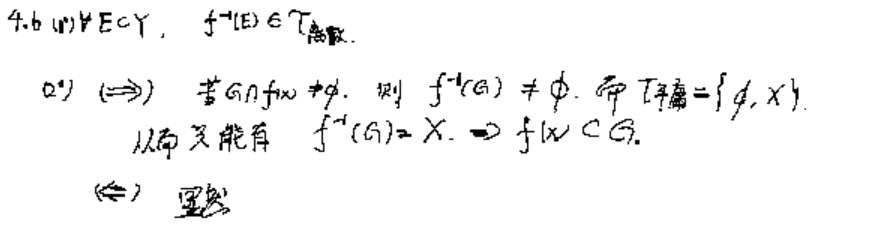 4.6 (1) ∀E⊂Y, f⁻¹(E) ∈ T离散.
(2) (⇒) 若 G∩f(X) ≠ φ. 则 f⁻¹(G) ≠ φ. 而 T平庸 = {φ, X}.
从而只能有 f⁻¹(G) = X. ⇒ f(X) ⊂ G.
(⇐) 显然